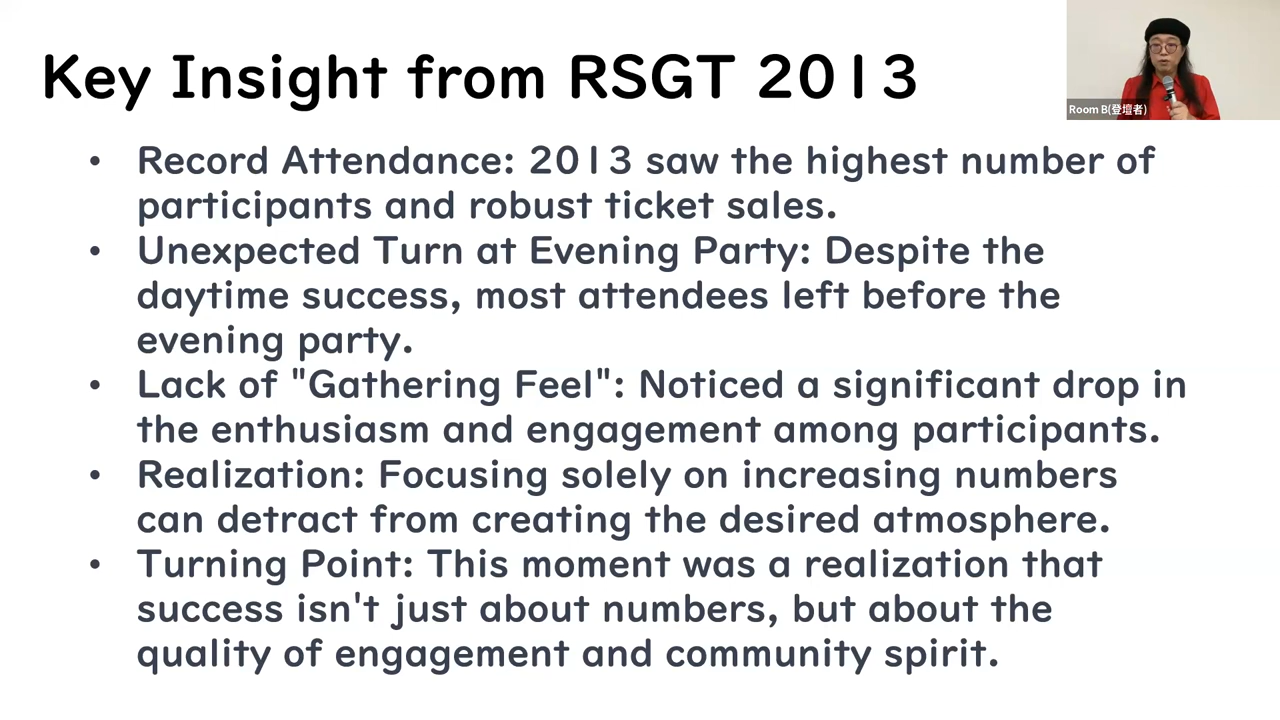 Key Insight from RSGT 2013
Room B(登壇者)
• Record Attendance: 2013 saw the highest number of
participants and robust ticket sales.
• Unexpected Turn at Evening Party: Despite the
daytime success, most attendees left before the
evening party.
• Lack of "Gathering Feel": Noticed a significant drop in
the enthusiasm and engagement among participants.
• Realization: Focusing solely on increasing numbers
can detract from creating the desired atmosphere.
• Turning Point: This moment was a realization that
success isn't just about numbers, but about the
quality of engagement and community spirit.